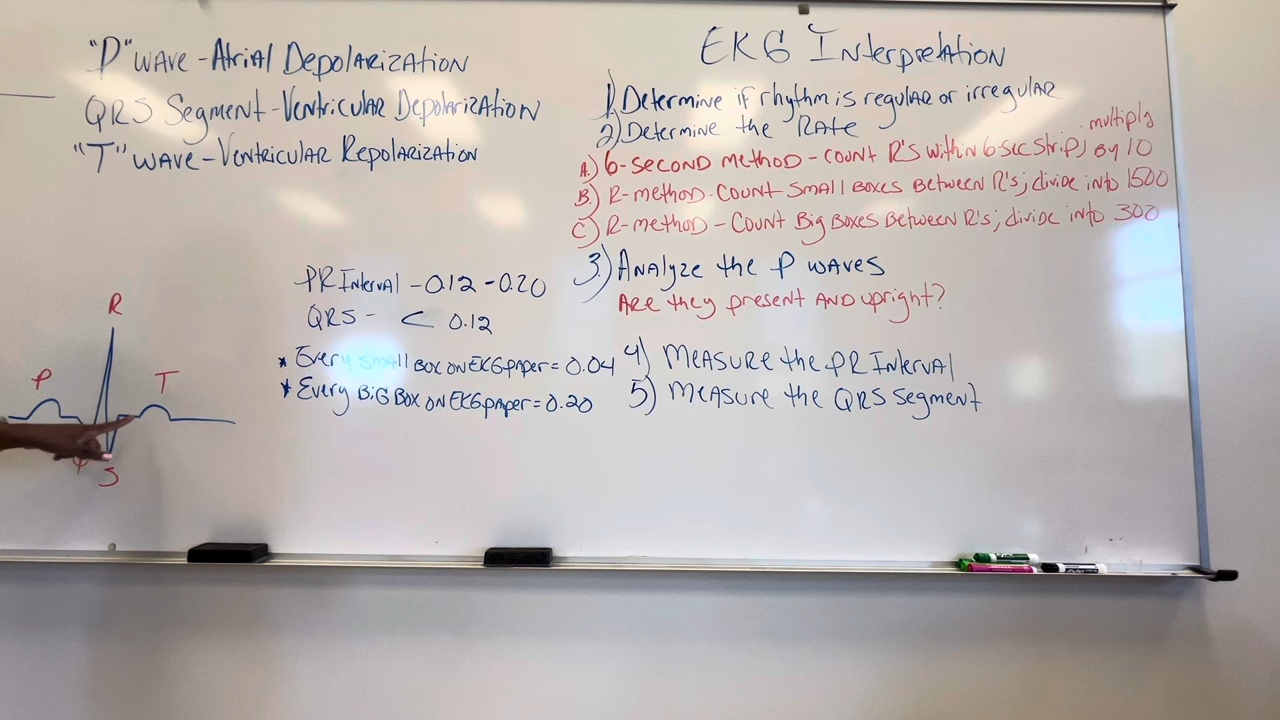 "P" wave - Atrial Depolarization
QRS Segment - Ventricular Depolarization
"T" wave - Ventricular Repolarization
R
P
T
S
PR Interval - 0.12 - 0.20
QRS - < 0.12
* Every small box on EKG paper = 0.04
* Every Big Box on EKG paper = 0.20
EKG Interpretation
1.) Determine if rhythm is regular or irregular
2.) Determine the Rate
A.) 6-second method - count R's within 6-sec strip; multiply by 10
B.) R-method - count small boxes between R's; divide into 1500
C.) R-method - Count Big Boxes between R's; divide into 300
3.) Analyze the P waves
Are they present and upright?
4) Measure the PR Interval
5) Measure the QRS segment